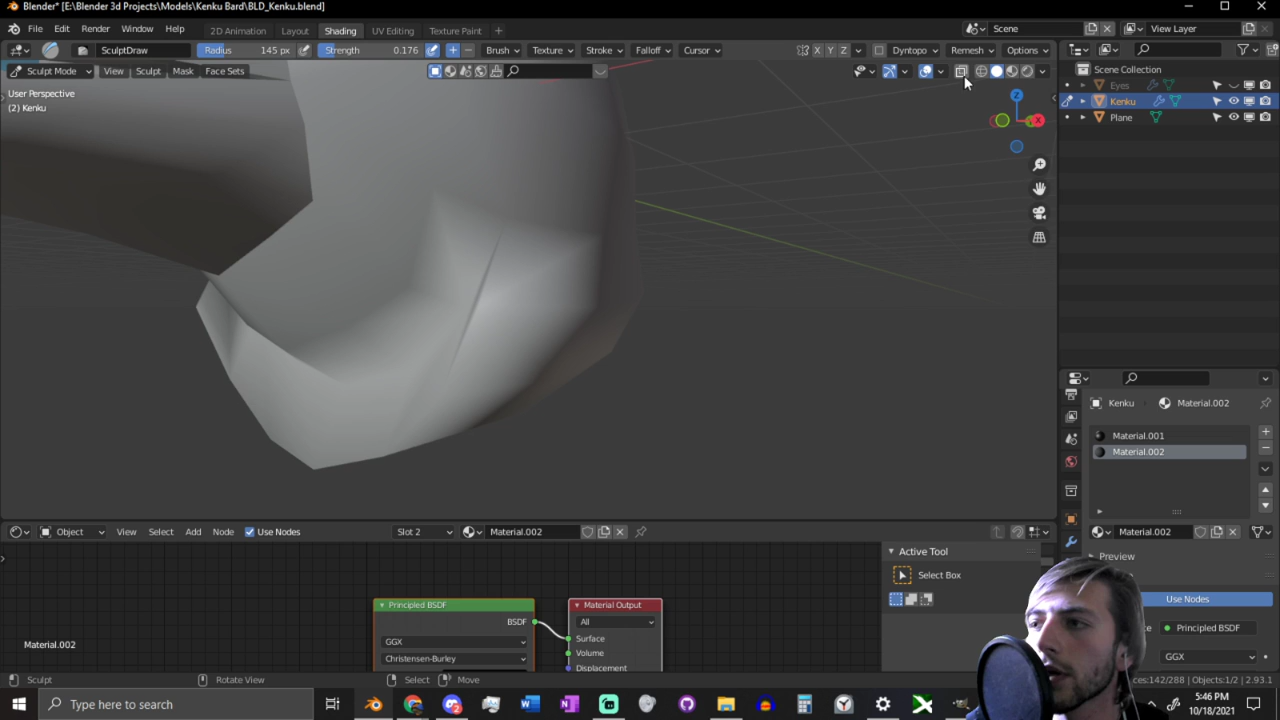 Blender* [E:\Blender 3d Projects\Models\Kenku Bard\BLD_Kenku.blend]
File Edit Render Window Help 2D Animation Layout Shading UV Editing Texture Paint Scene View Layer
SculptDraw Radius 145 px Strength 0.176 Brush Texture Stroke Falloff Cursor X Y Z Dyntopo Remesh Options
Sculpt Mode View Sculpt Mask Face Sets
Scene Collection
User Perspective
(2) Kenku
Eyes
Kenku
Plane
Z
X
Kenku Material.002
Material.001
Material.002
Object View Select Add Node Use Nodes Slot 2 Material.002
Material.002
Active Tool
Preview
Select Box
Use Nodes
Principled BSDF
Material Output
BSDF
All
Principled BSDF
GGX
Surface
Volume
Material.002
GGX
Christensen-Burley
Displacement
Sculpt Rotate View Select Move
ces:142/288 | Objects:1/2 | 2.93.1
Type here to search
5:46 PM
10/18/2021